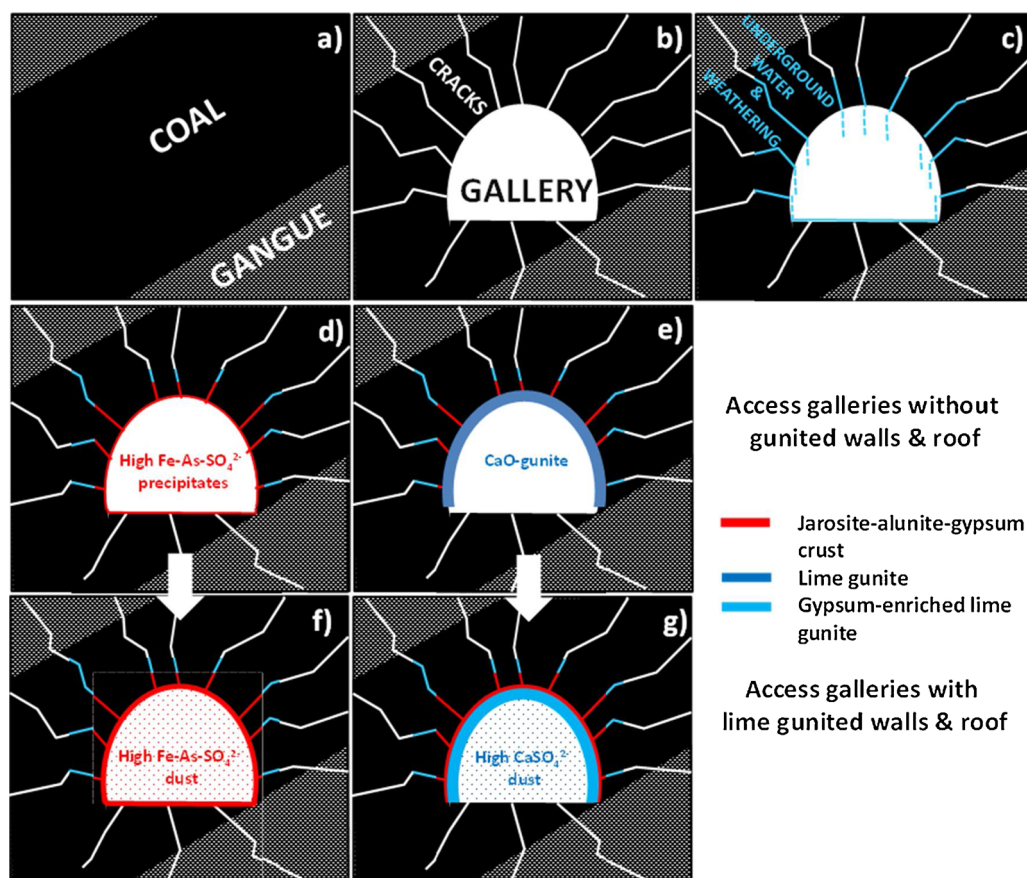 a)
COAL
GANGUE
b)
CRACKS
GALLERY
c)
UNDERGROUND
WATER
&
WEATHERING
d)
High Fe-As-SO₄²⁻
precipitates
e)
CaO-gunite
Access galleries without
gunited walls & roof
Jarosite-alunite-gypsum
crust
Lime gunite
Gypsum-enriched lime
gunite
f)
High Fe-As-SO₄²⁻
dust
g)
High CaSO₄²⁻
dust
Access galleries with
lime gunited walls & roof